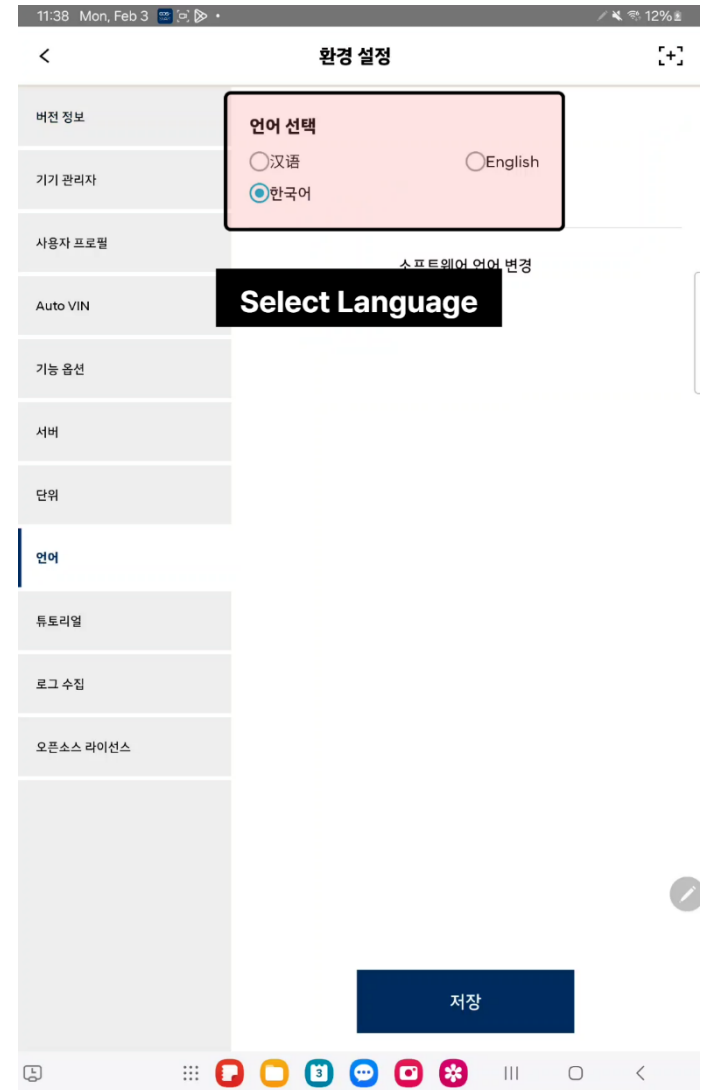 11:38 Mon, Feb 3 12%
환경 설정
버전 정보
기기 관리자
사용자 프로필
Auto VIN
기능 옵션
서버
단위
언어
튜토리얼
로그 수집
오픈소스 라이선스
언어 선택
汉语 English
한국어
소프트웨어 언어 변경
Select Language
저장
3